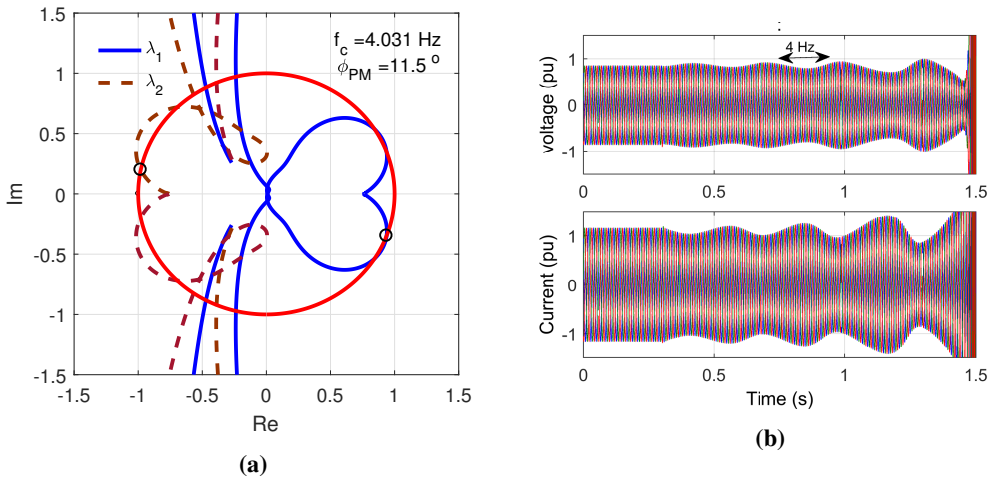 1.5
1
0.5
0
-0.5
-1
-1.5
Im
-1.5
-1
-0.5
0
0.5
1
1.5
Re
λ1
λ2
f_c =4.031 Hz
ϕ_PM =11.5 °
(a)
:
4 Hz
voltage (pu)
1
0
-1
0
0.5
1
1.5
Current (pu)
1
0
-1
0
0.5
1
1.5
Time (s)
(b)